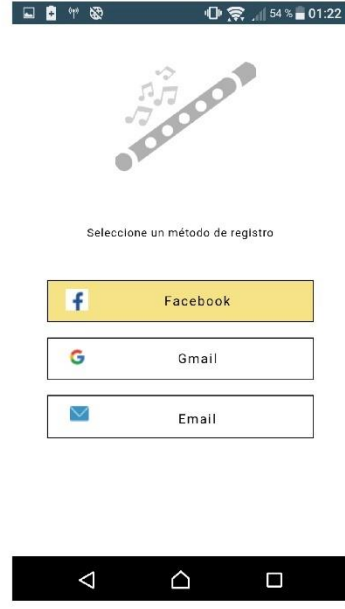 54 % 01:22
Seleccione un método de registro
Facebook
Gmail
Email